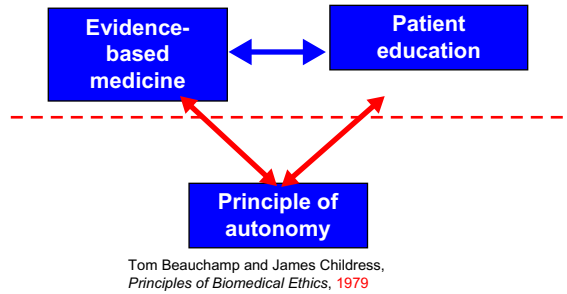 Evidence-
based
medicine
Patient
education
Principle of
autonomy
Tom Beauchamp and James Childress,
Principles of Biomedical Ethics, 1979